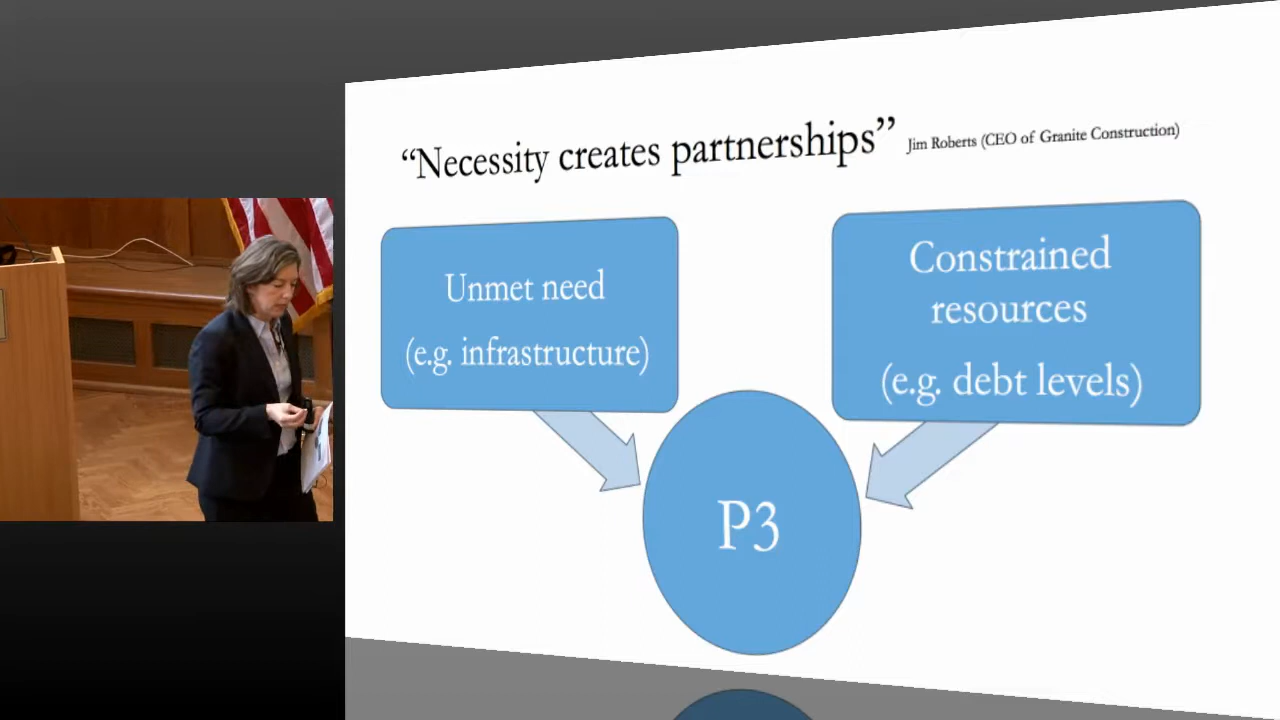 “Necessity creates partnerships” Jim Roberts (CEO of Granite Construction)
Unmet need
(e.g. infrastructure)
Constrained
resources
(e.g. debt levels)
P3